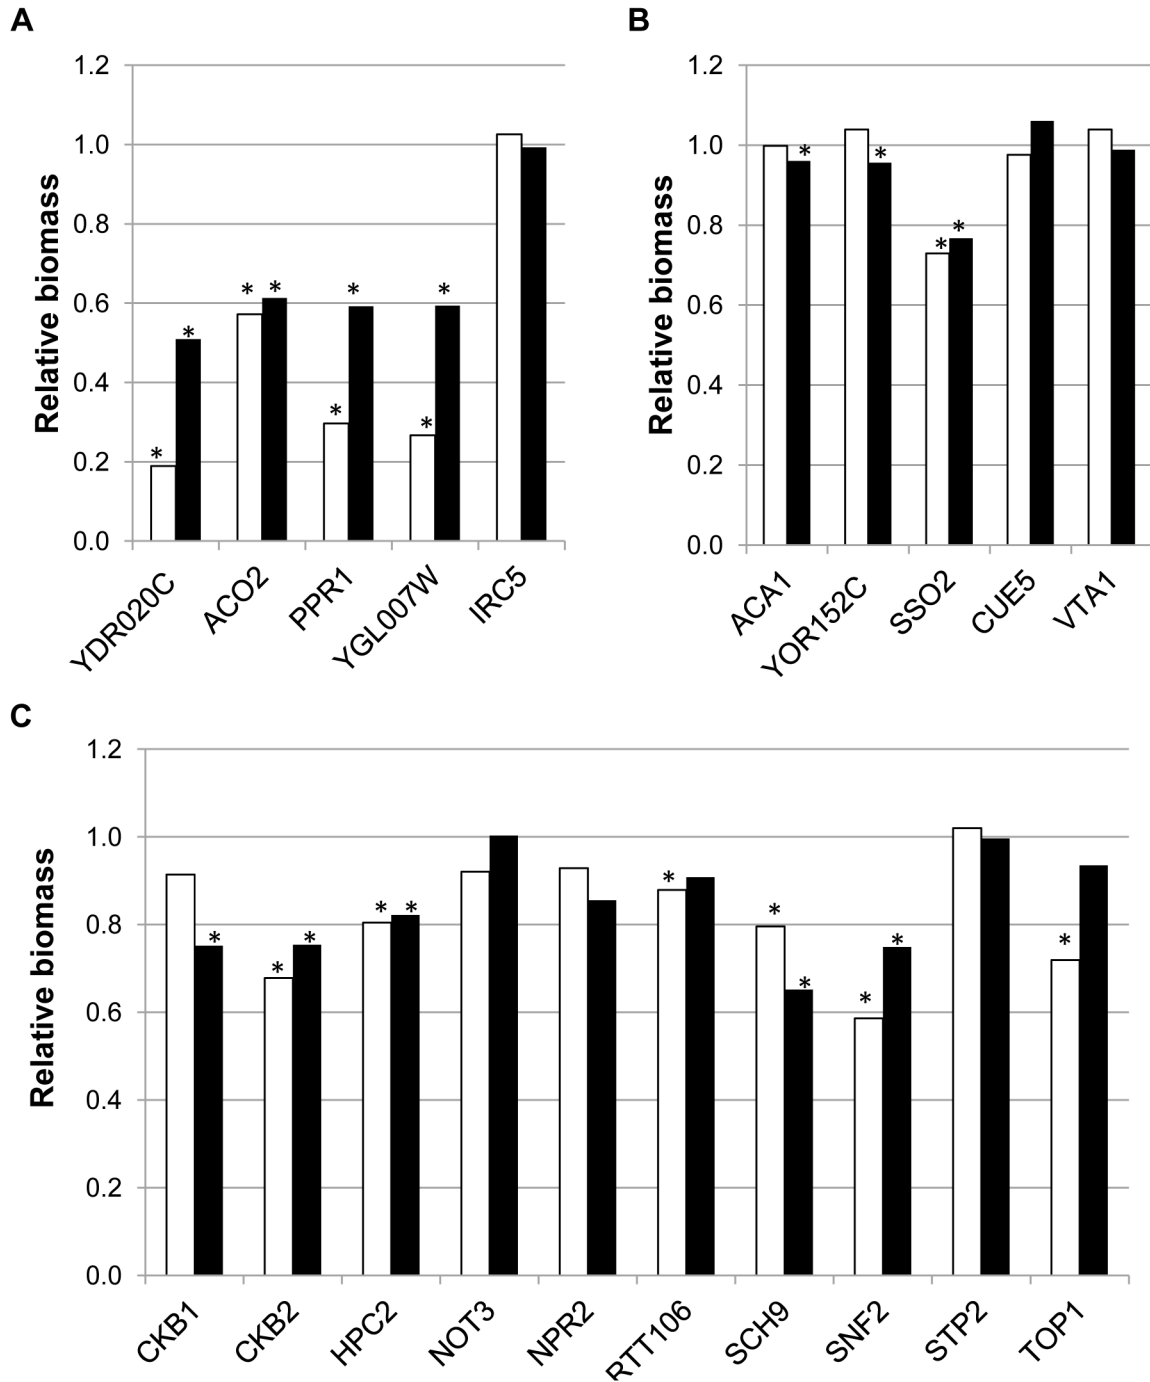 A
Relative biomass
1.2
1.0
0.8
0.6
0.4
0.2
0.0
* * * * * * * *
YDR020C ACO2 PPR1 YGL007W IRC5
B
Relative biomass
1.2
1.0
0.8
0.6
0.4
0.2
0.0
* * * *
ACA1 YOR152C SSO2 CUE5 VTA1
C
Relative biomass
1.2
1.0
0.8
0.6
0.4
0.2
0.0
* * * * * * * * * * *
CKB1 CKB2 HPC2 NOT3 NPR2 RTT106 SCH9 SNF2 STP2 TOP1